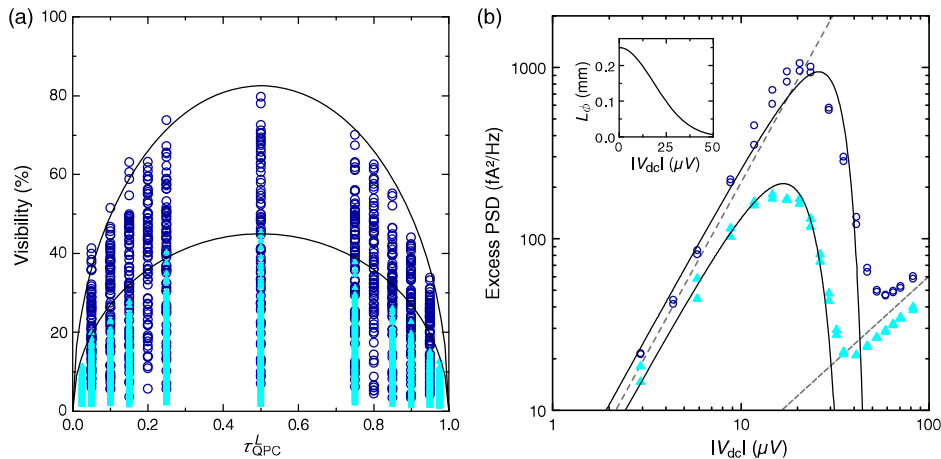 (a)
100
80
60
40
20
0
Visibility (%)
0.0 0.2 0.4 0.6 0.8 1.0
τ^L_QPC
(b)
1000
100
10
Excess PSD (fA²/Hz)
1 10 100
|V_dc| (μV)
0.2
0.1
0.0
L_ϕ (mm)
0 25 50
|V_dc| (μV)